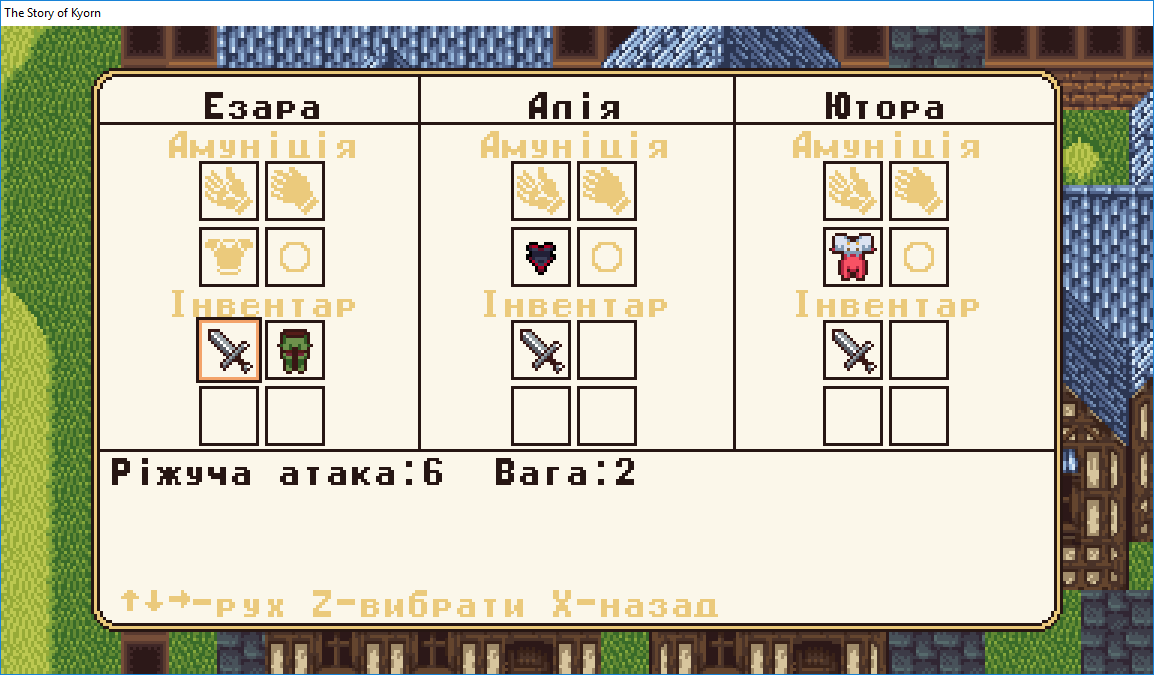 The Story of Kyorn
Езара Алія Ютора
Амуніція Амуніція Амуніція
Інвентар Інвентар Інвентар
Ріжуча атака:6 Вага:2
↑↓→-рух Z-вибрати X-назад